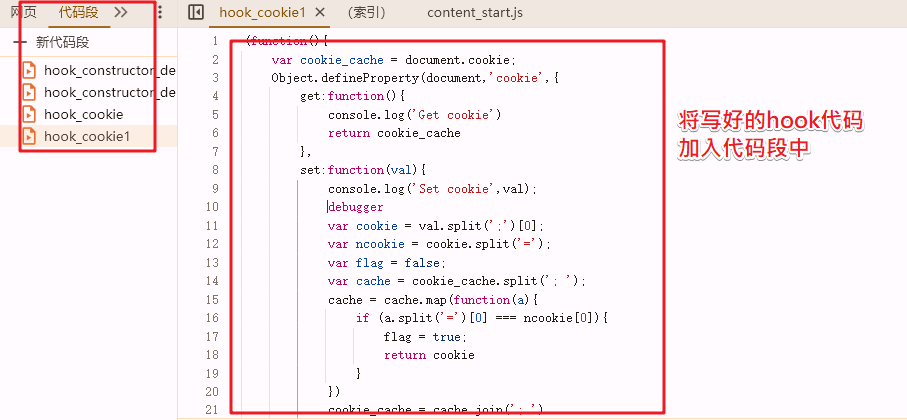 网页 代码段
hook_cookie1 (索引) content_start.js
新代码段
hook_constructor_de
hook_constructor_de
hook_cookie
hook_cookie1
1 (function(){
2 var cookie_cache = document.cookie;
3 Object.defineProperty(document,'cookie',{
4 get:function(){
5 console.log('Get cookie')
6 return cookie_cache
7 },
8 set:function(val){
9 console.log('Set cookie',val);
10 debugger
11 var cookie = val.split(';')[0];
12 var ncookie = cookie.split('=');
13 var flag = false;
14 var cache = cookie_cache.split('; ');
15 cache = cache.map(function(a){
16 if (a.split('=')[0] === ncookie[0]){
17 flag = true;
18 return cookie
19 }
20 })
21 cookie_cache = cache.join('; ')
将写好的hook代码
加入代码段中